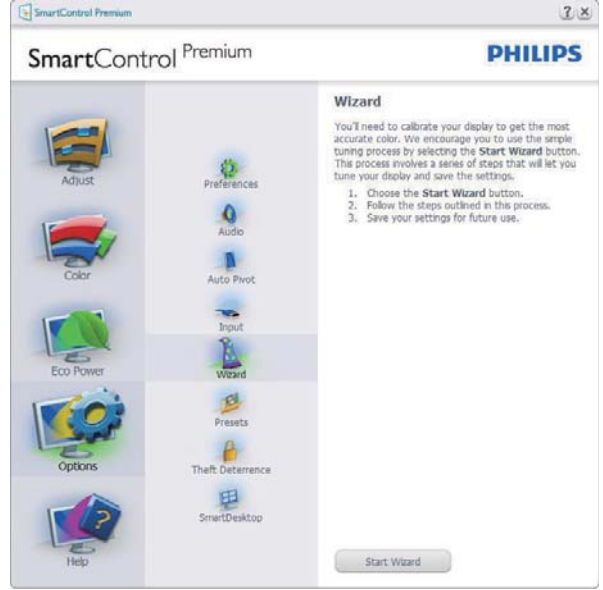 SmartControl Premium
SmartControl Premium
PHILIPS
Adjust
Color
Eco Power
Options
Help
Preferences
Audio
Auto Pivot
Input
Wizard
Presets
Theft Deterrence
SmartDesktop
Wizard
You'll need to calibrate your display to get the most
accurate color. We encourage you to use the simple
tuning process by selecting the Start Wizard button.
This process involves a series of steps that will let you
tune your display and save the settings.
1. Choose the Start Wizard button.
2. Follow the steps outlined in this process.
3. Save your settings for future use.
Start Wizard